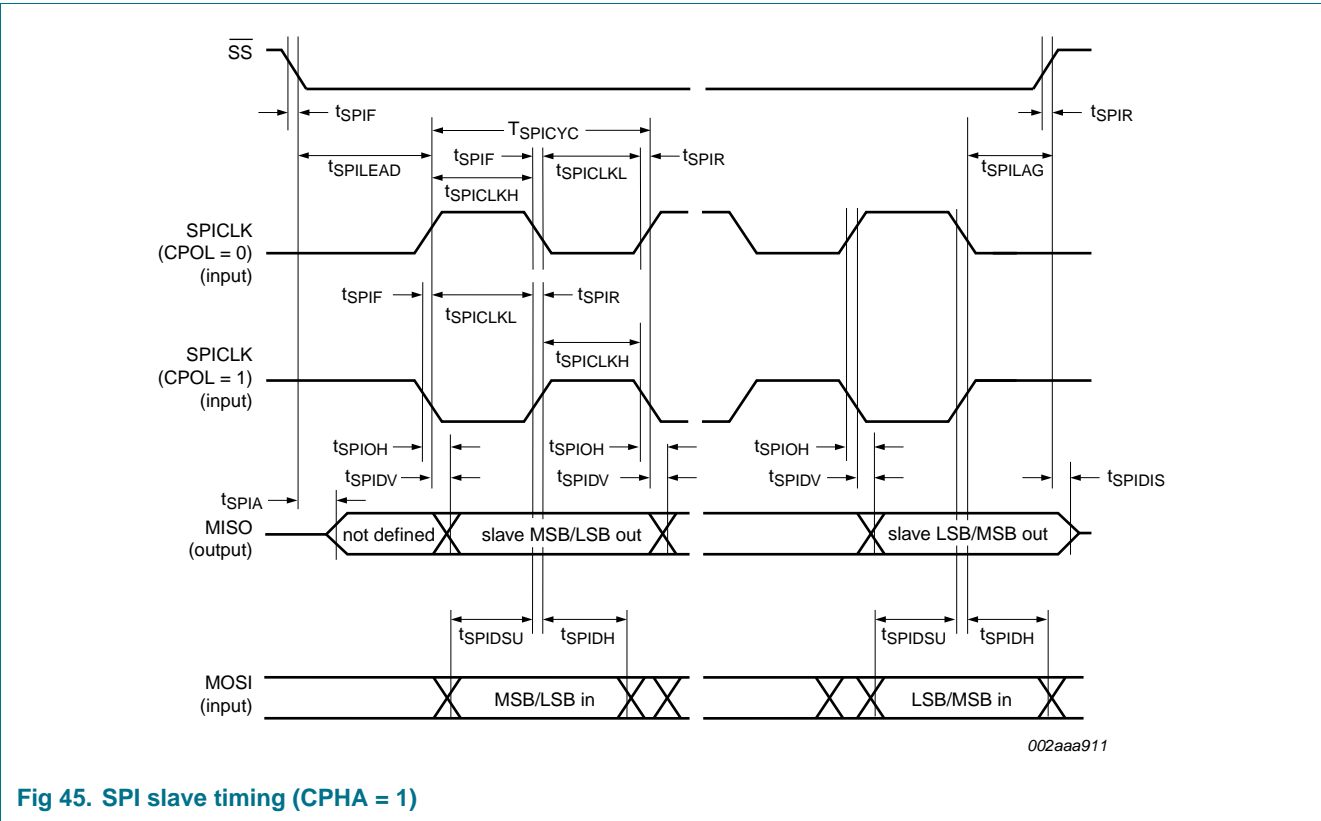 SS
tSPIF
tSPIR
TSPICYC
tSPILEAD
tSPIF
tSPICLKL
tSPIR
tSPILAG
tSPICLKH
SPICLK
(CPOL = 0)
(input)
tSPIF
tSPICLKL
tSPIR
tSPICLKH
SPICLK
(CPOL = 1)
(input)
tSPIOH
tSPIOH
tSPIOH
tSPIDV
tSPIDV
tSPIDV
tSPIDIS
tSPIA
MISO
(output)
not defined
slave MSB/LSB out
slave LSB/MSB out
tSPIDSU
tSPIDH
tSPIDSU
tSPIDH
MOSI
(input)
MSB/LSB in
LSB/MSB in
002aaa911
Fig 45. SPI slave timing (CPHA = 1)